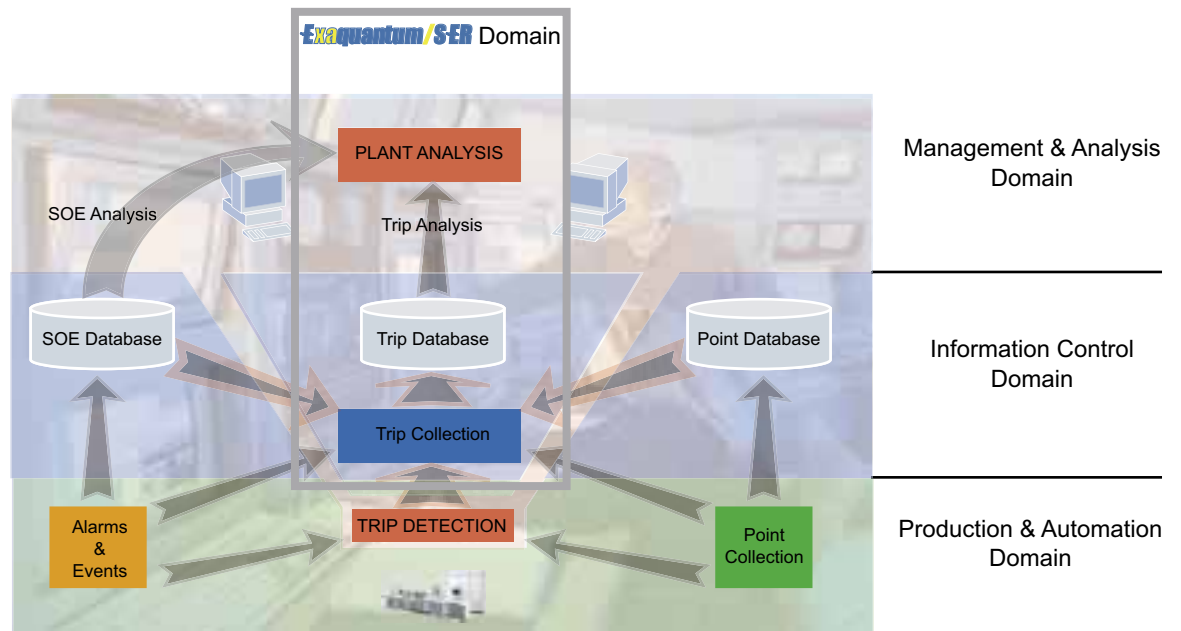 Exaquantum/SER Domain
PLANT ANALYSIS
SOE Analysis
Trip Analysis
Management & Analysis
Domain
SOE Database
Trip Database
Point Database
Information Control
Domain
Trip Collection
Alarms
&
Events
TRIP DETECTION
Point
Collection
Production & Automation
Domain